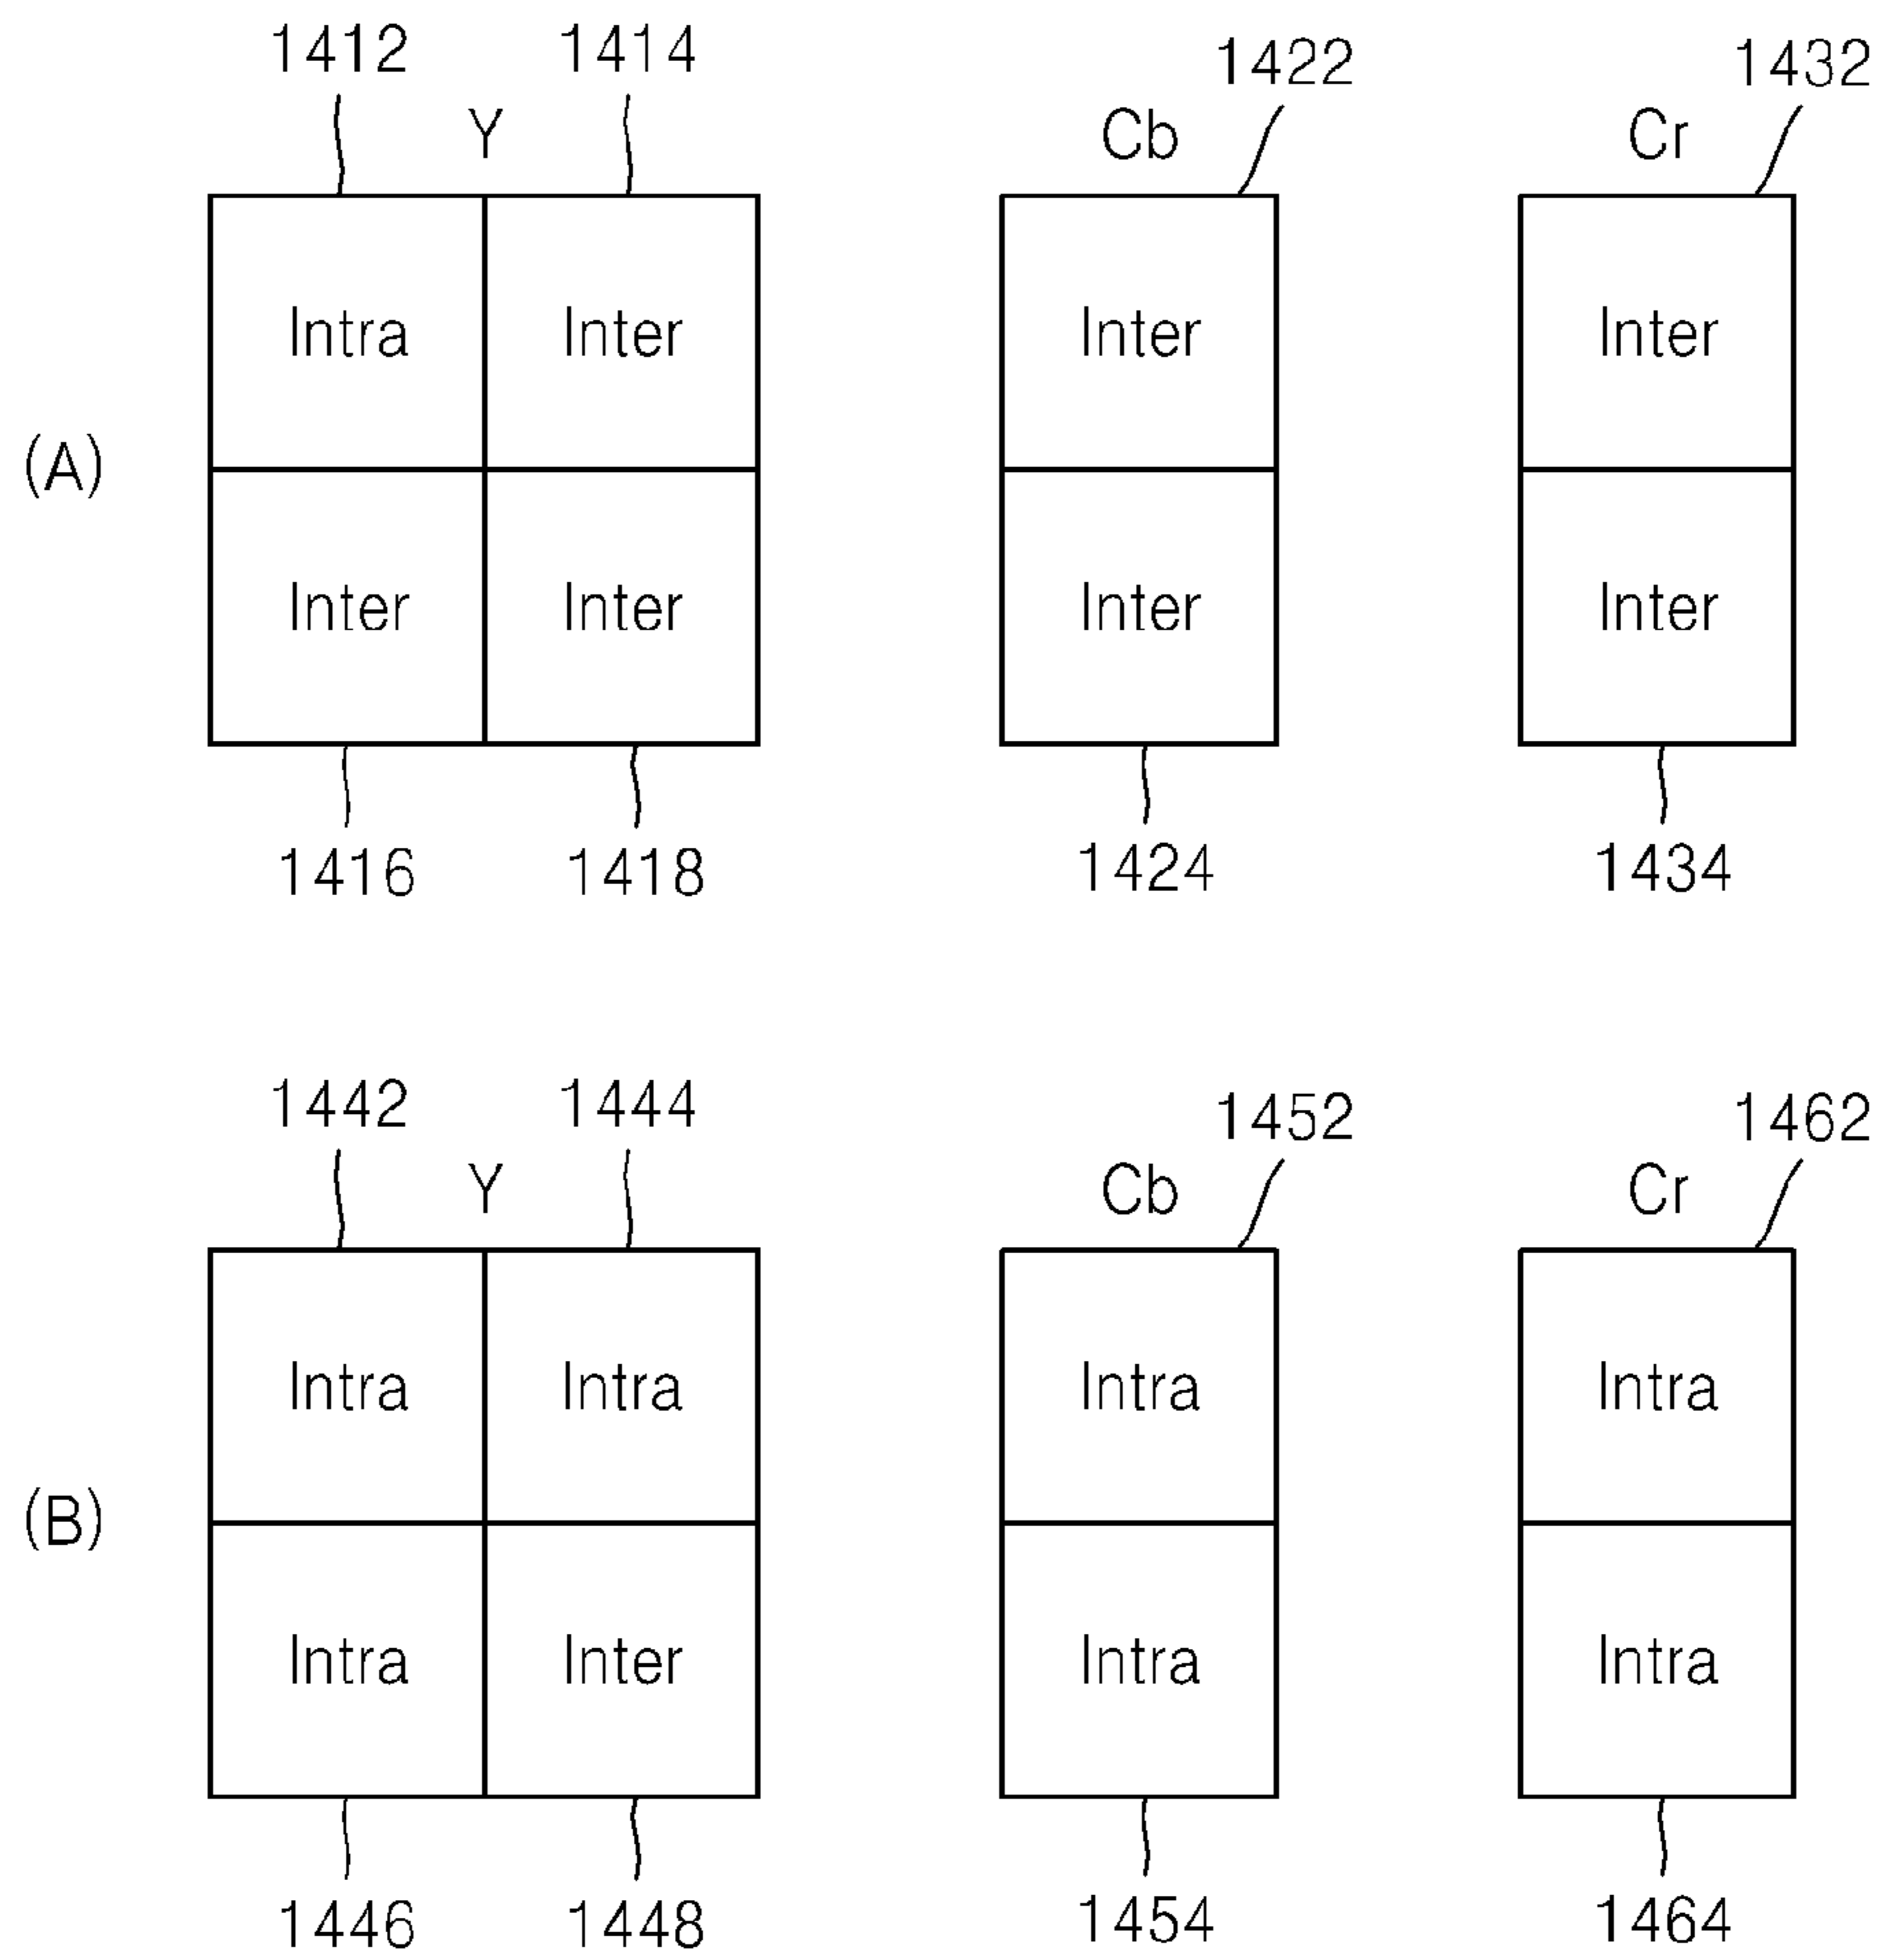 1412 1414 1422 1432
Y Cb Cr
Intra Inter Inter Inter
(A)
Inter Inter Inter Inter
1416 1418 1424 1434
1442 1444 1452 1462
Y Cb Cr
Intra Intra Intra Intra
(B)
Intra Inter Intra Intra
1446 1448 1454 1464